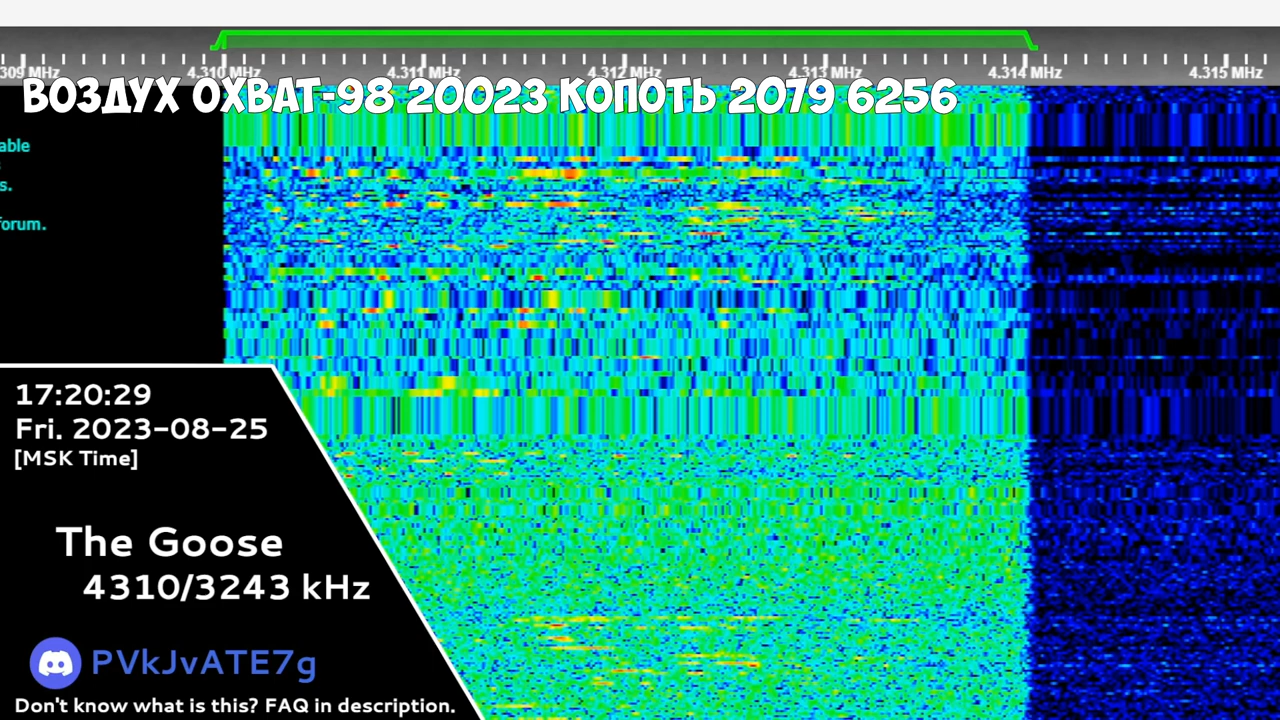 309 MHz 4.310 MHz 4.311 MHz 4.312 MHz 4.313 MHz 4.314 MHz 4.315 MHz
ВОЗДУХ ОХВАТ-98 20023 КОПОТЬ 2079 6256
able
s.
forum.
17:20:29
Fri. 2023-08-25
[MSK Time]
The Goose
4310/3243 kHz
PVkJvATE7g
Don't know what is this? FAQ in description.